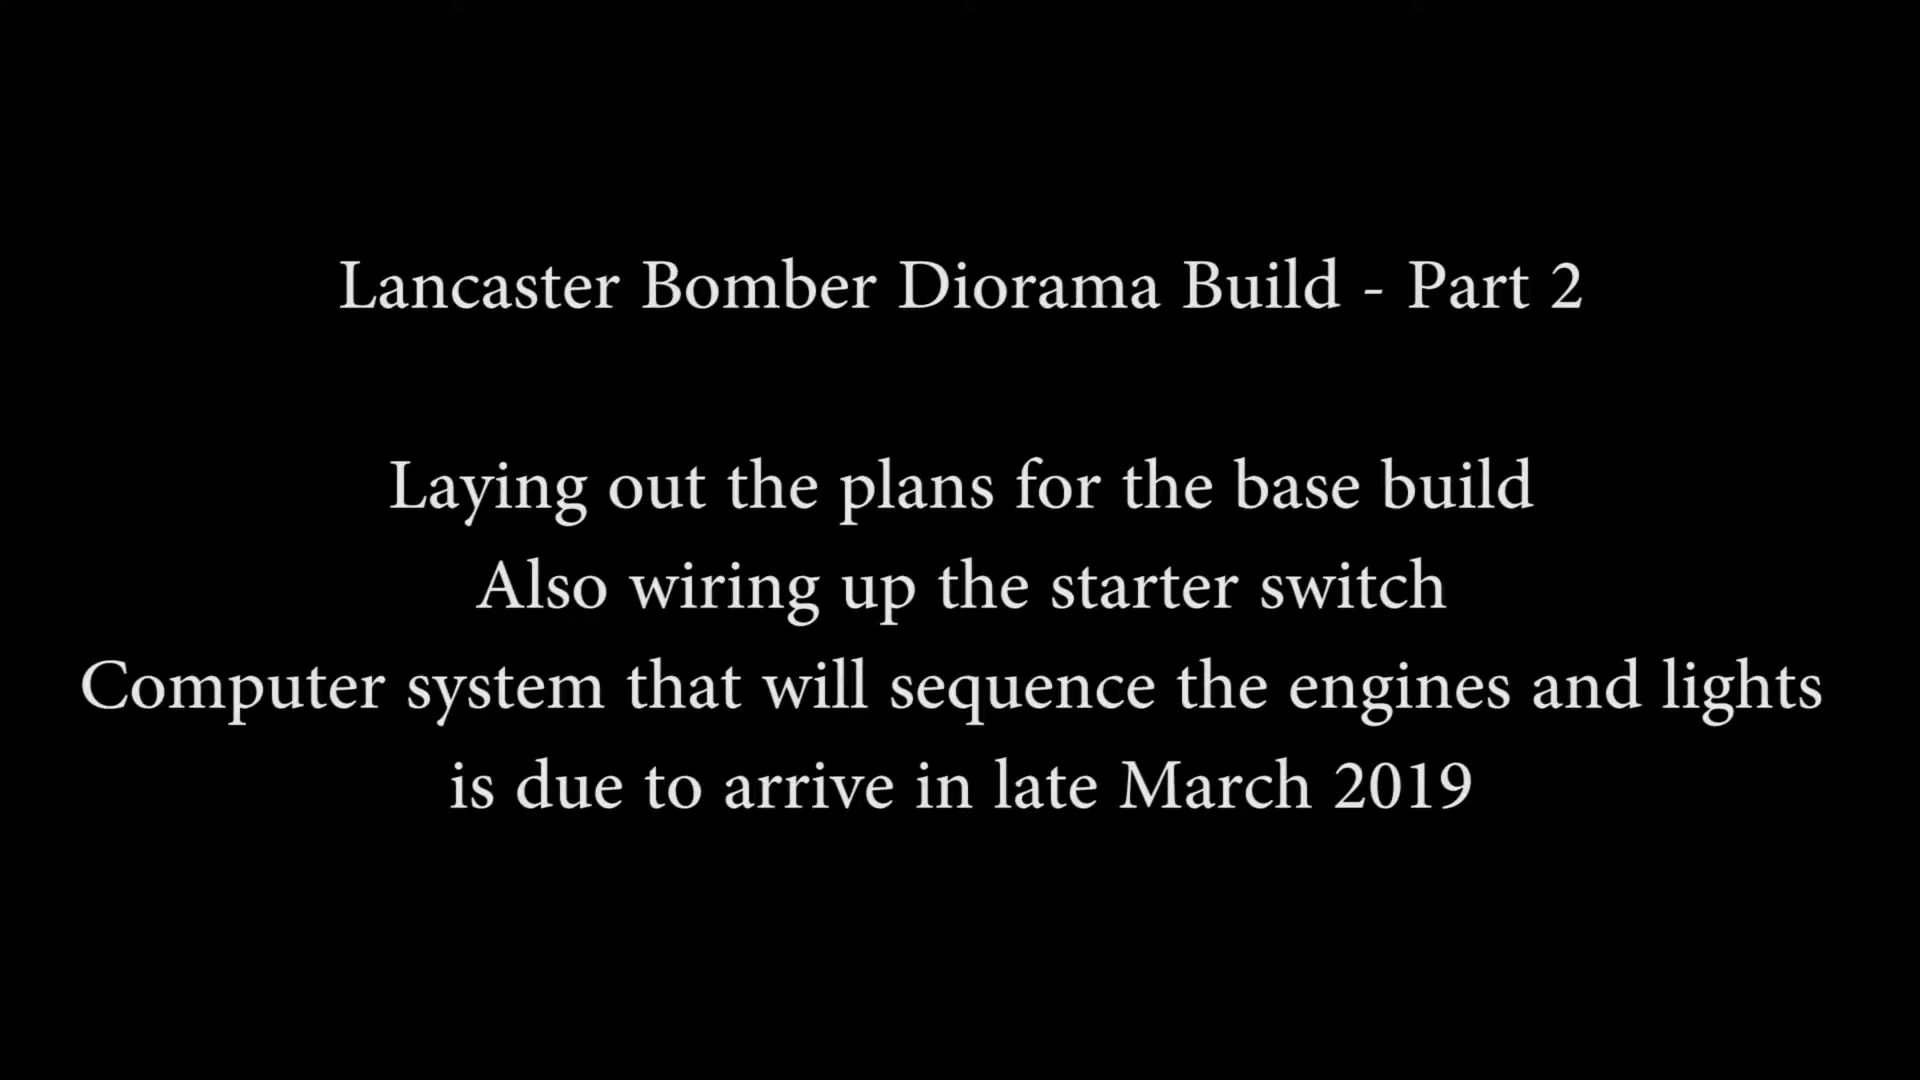 Lancaster Bomber Diorama Build - Part 2
Laying out the plans for the base build
Also wiring up the starter switch
Computer system that will sequence the engines and lights
is due to arrive in late March 2019